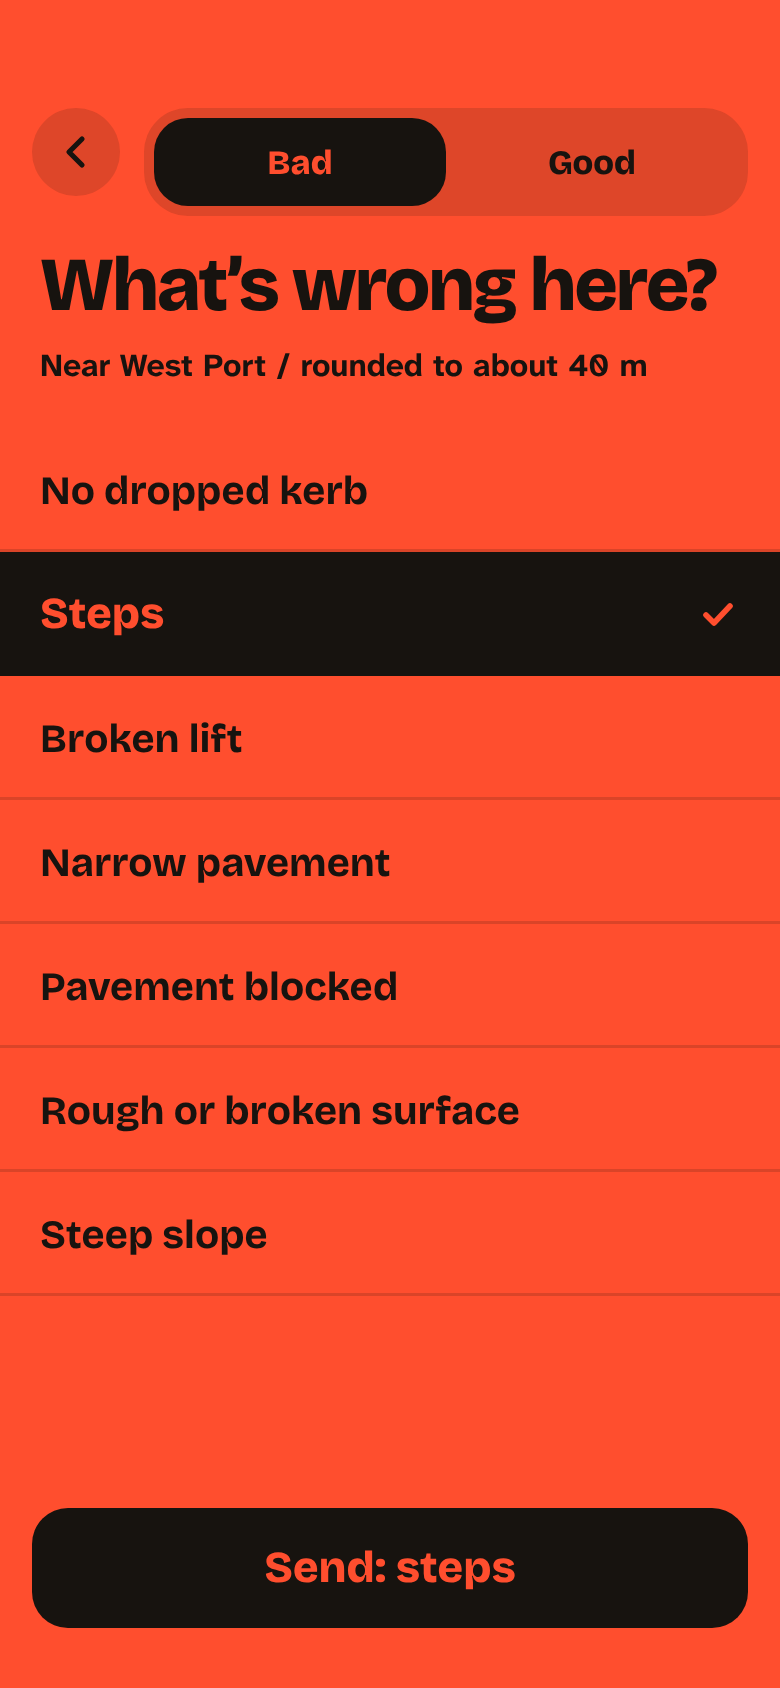 Bad
Good
What's wrong here?
Near West Port / rounded to about 40 m
No dropped kerb
Steps
Broken lift
Narrow pavement
Pavement blocked
Rough or broken surface
Steep slope
Send: steps